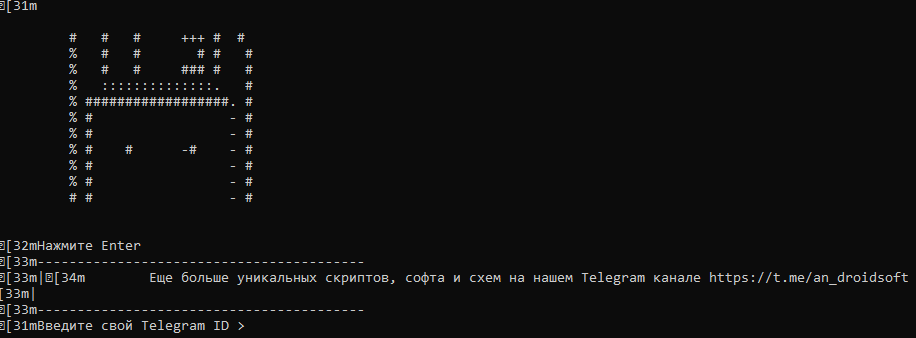 [31m
#   #   #     +++ #  #
%   #   #       # #   #
%   #   #     ### #   #
%   ::::::::::::::.   #
% ##################. #
% #                 - #
% #                 - #
% #    #      -#    - #
% #                 - #
% #                 - #
# #                 - #
[32mНажмите Enter
[33m-----------------------------------------
[33m|[34m        Еще больше уникальных скриптов, софта и схем на нашем Telegram канале https://t.me/an_droidsoft
[33m|
[33m-----------------------------------------
[31mВведите свой Telegram ID >